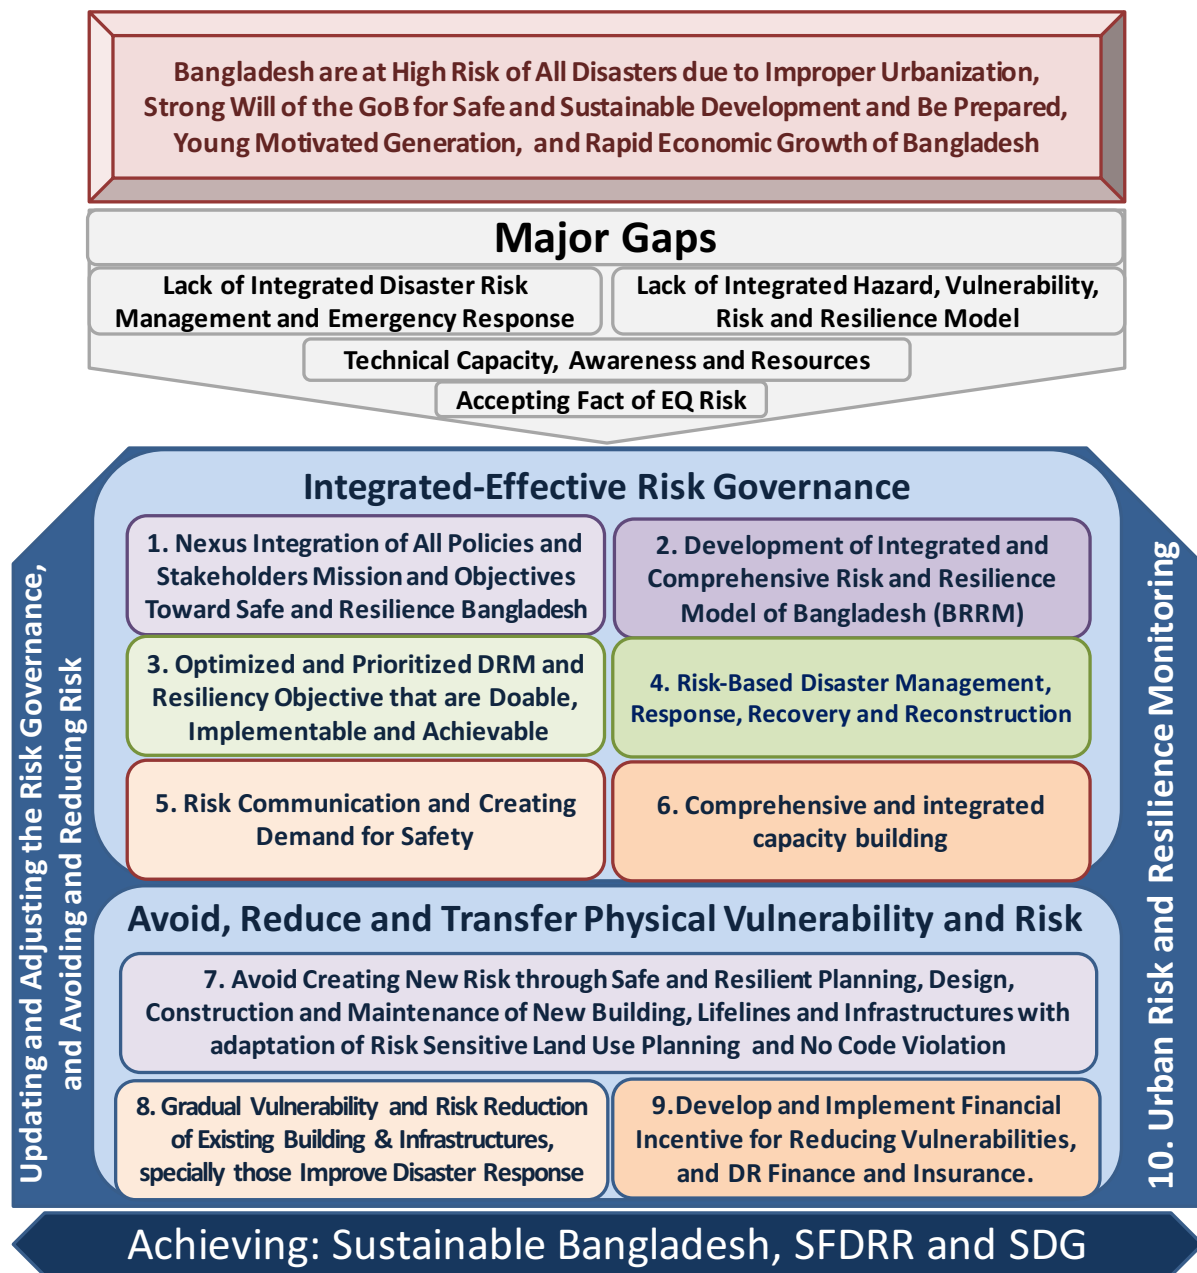 Bangladesh are at High Risk of All Disasters due to Improper Urbanization,
Strong Will of the GoB for Safe and Sustainable Development and Be Prepared,
Young Motivated Generation, and Rapid Economic Growth of Bangladesh
Major Gaps
Lack of Integrated Disaster Risk
Management and Emergency Response
Lack of Integrated Hazard, Vulnerability,
Risk and Resilience Model
Technical Capacity, Awareness and Resources
Accepting Fact of EQ Risk
Updating and Adjusting the Risk Governance,
and Avoiding and Reducing Risk
Integrated-Effective Risk Governance
1. Nexus Integration of All Policies and
Stakeholders Mission and Objectives
Toward Safe and Resilience Bangladesh
2. Development of Integrated and
Comprehensive Risk and Resilience
Model of Bangladesh (BRRM)
3. Optimized and Prioritized DRM and
Resiliency Objective that are Doable,
Implementable and Achievable
4. Risk-Based Disaster Management,
Response, Recovery and Reconstruction
5. Risk Communication and Creating
Demand for Safety
6. Comprehensive and integrated
capacity building
Avoid, Reduce and Transfer Physical Vulnerability and Risk
7. Avoid Creating New Risk through Safe and Resilient Planning, Design,
Construction and Maintenance of New Building, Lifelines and Infrastructures with
adaptation of Risk Sensitive Land Use Planning and No Code Violation
8. Gradual Vulnerability and Risk Reduction
of Existing Building & Infrastructures,
specially those Improve Disaster Response
9.Develop and Implement Financial
Incentive for Reducing Vulnerabilities,
and DR Finance and Insurance.
10. Urban Risk and Resilience Monitoring
Achieving: Sustainable Bangladesh, SFDRR and SDG